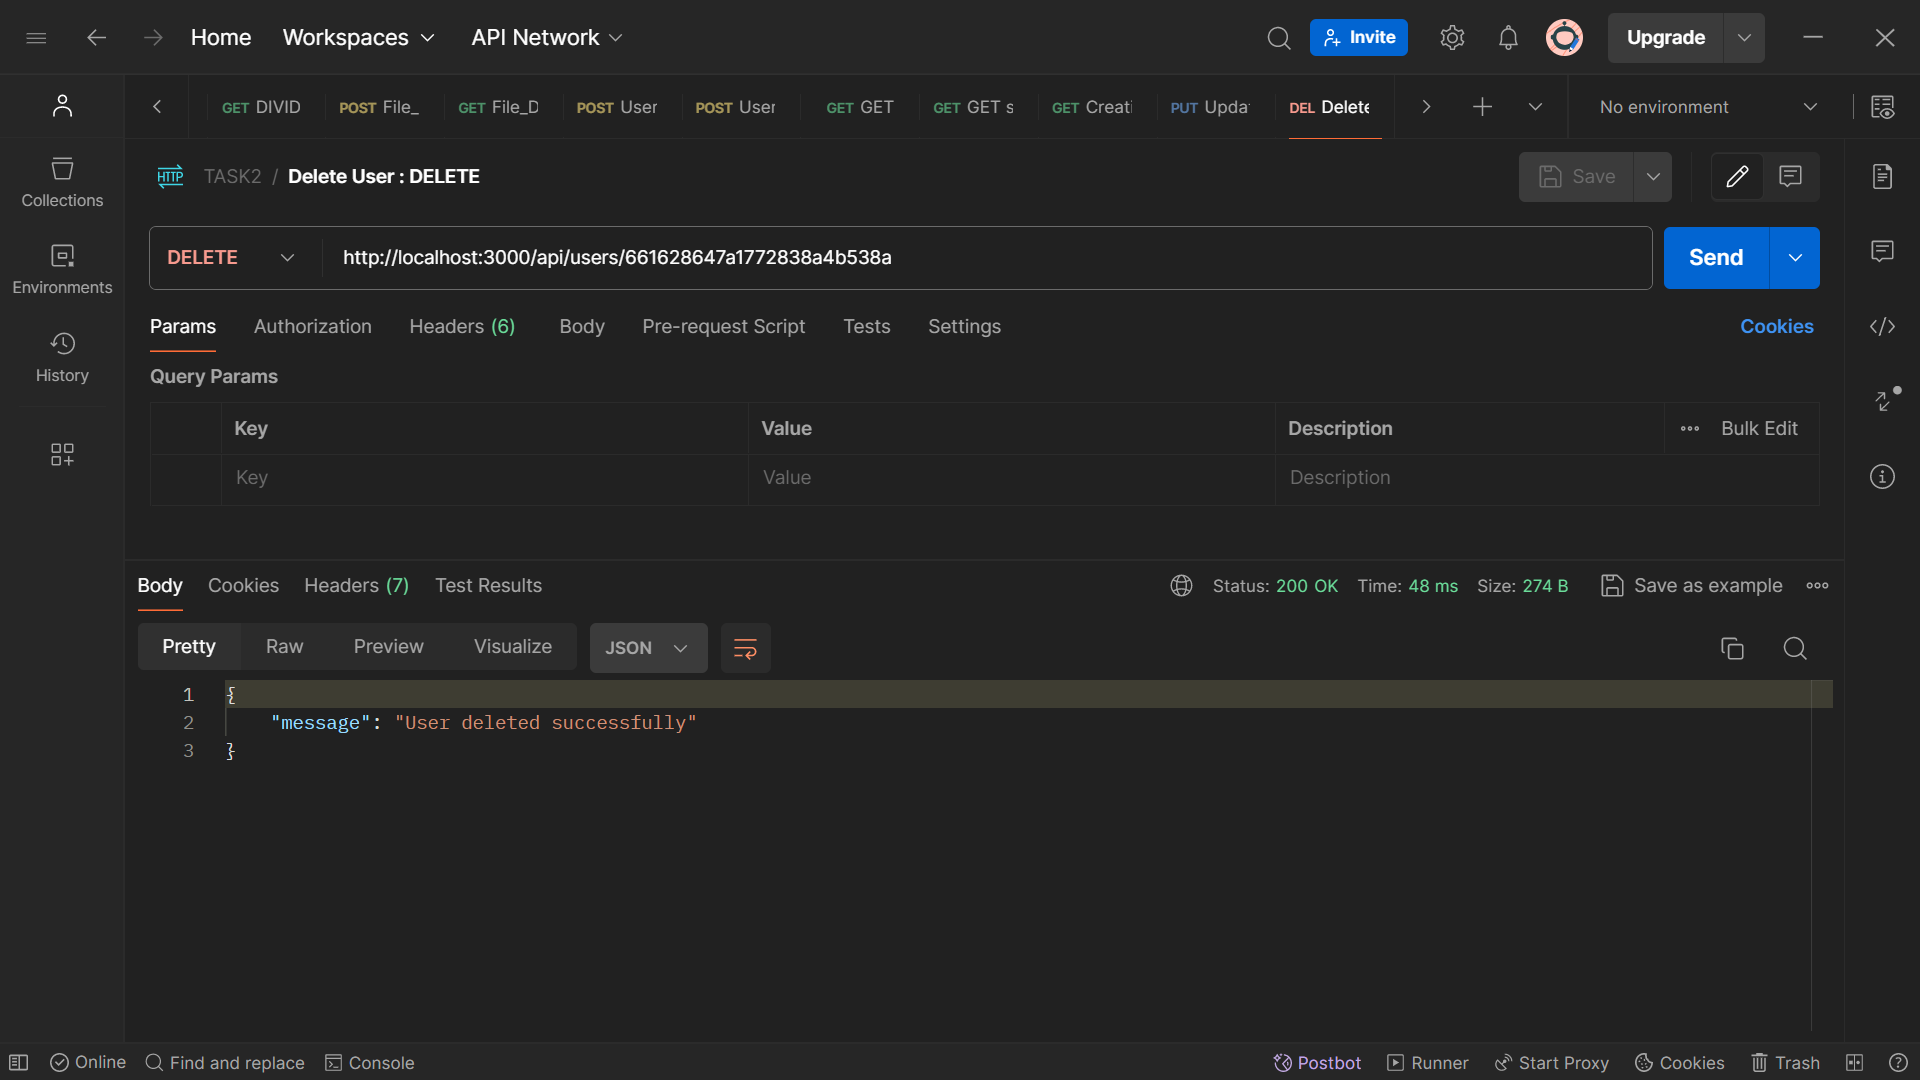 Home Workspaces API Network Invite Upgrade
GET DIVID POST File_ GET File_D POST User POST User GET GET GET GET s GET Creati PUT Updat DEL Delete No environment
HTTP TASK2 / Delete User : DELETE Save
Collections
DELETE http://localhost:3000/api/users/661628647a1772838a4b538a Send
Environments
Params Authorization Headers (6) Body Pre-request Script Tests Settings Cookies
History
Query Params
Key Value Description Bulk Edit
Key Value Description
Body Cookies Headers (7) Test Results Status: 200 OK Time: 48 ms Size: 274 B Save as example
Pretty Raw Preview Visualize JSON
1 {
2 "message": "User deleted successfully"
3 }
Online Find and replace Console Postbot Runner Start Proxy Cookies Trash